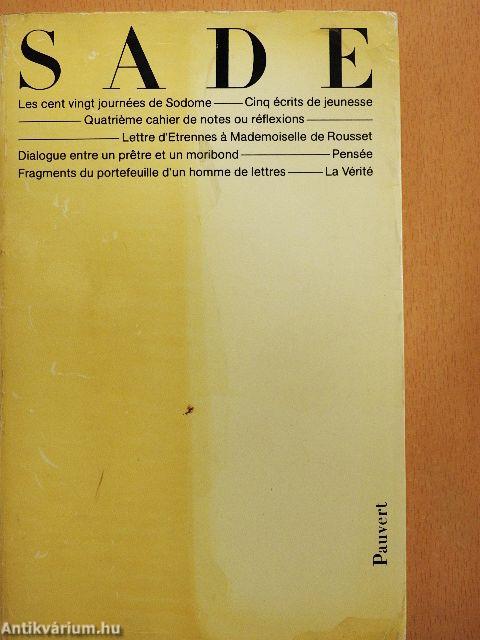 SADE
Les cent vingt journées de Sodome — Cinq écrits de jeunesse
— Quatrième cahier de notes ou réflexions —
— Lettre d'Etrennes à Mademoiselle de Rousset
Dialogue entre un prêtre et un moribond — Pensée
Fragments du portefeuille d'un homme de lettres — La Vérité
Pauvert
Antikvárium.hu